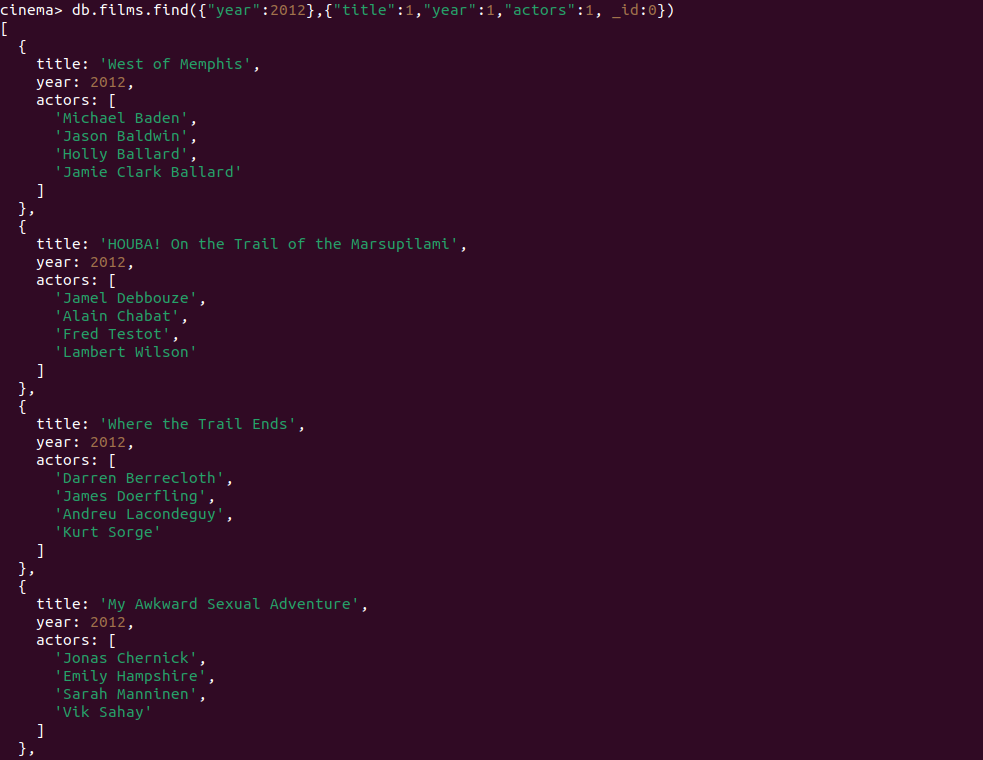 cinema> db.films.find({"year":2012},{"title":1,"year":1,"actors":1, _id:0})
[
  {
    title: 'West of Memphis',
    year: 2012,
    actors: [
      'Michael Baden',
      'Jason Baldwin',
      'Holly Ballard',
      'Jamie Clark Ballard'
    ]
  },
  {
    title: 'HOUBA! On the Trail of the Marsupilami',
    year: 2012,
    actors: [
      'Jamel Debbouze',
      'Alain Chabat',
      'Fred Testot',
      'Lambert Wilson'
    ]
  },
  {
    title: 'Where the Trail Ends',
    year: 2012,
    actors: [
      'Darren Berrecloth',
      'James Doerfling',
      'Andreu Lacondeguy',
      'Kurt Sorge'
    ]
  },
  {
    title: 'My Awkward Sexual Adventure',
    year: 2012,
    actors: [
      'Jonas Chernick',
      'Emily Hampshire',
      'Sarah Manninen',
      'Vik Sahay'
    ]
  },